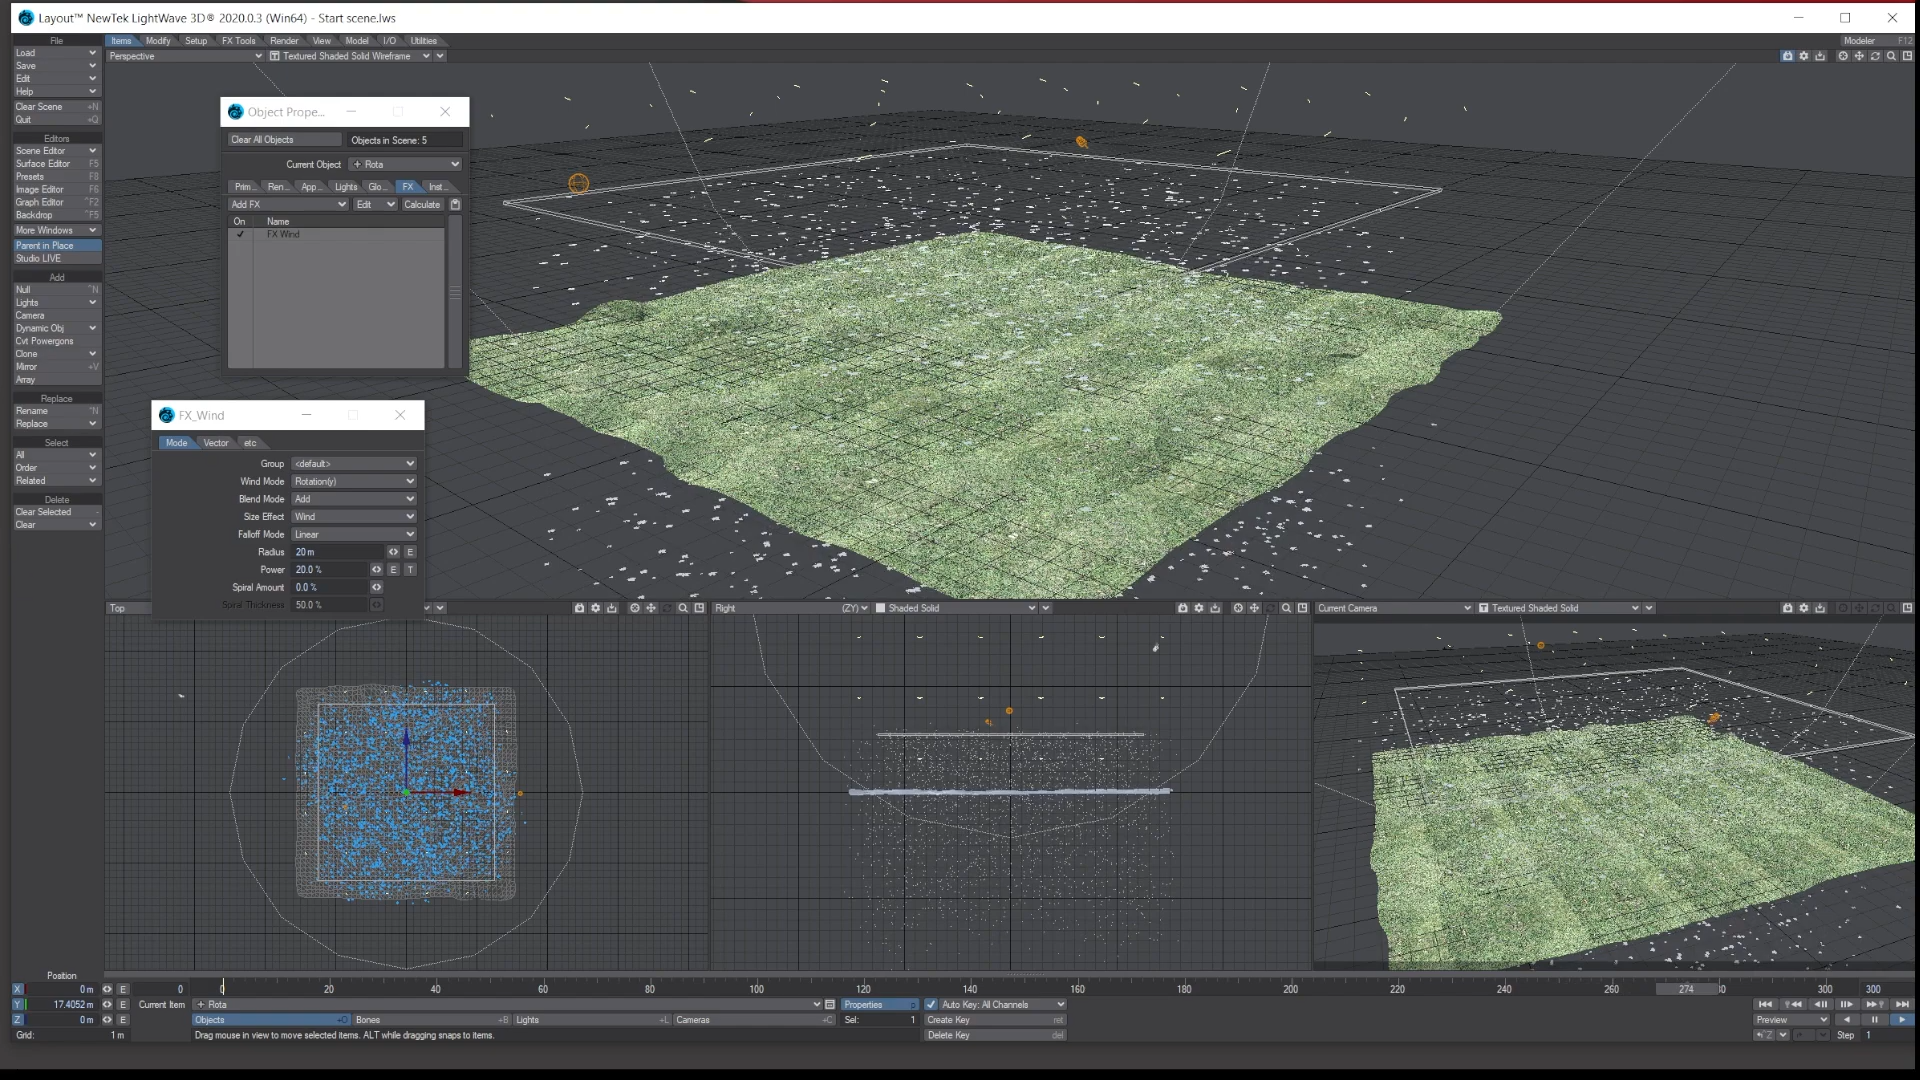 Layout™ NewTek LightWave 3D® 2020.0.3 (Win64) - Start scene.lws
File Items Modify Setup FX Tools Render View Model I/O Utilities Modeler F12
Load Perspective Textured Shaded Solid Wireframe
Save
Edit
Help
Clear Scene +N
Quit +Q
Editors
Scene Editor
Surface Editor F5
Presets F8
Image Editor F6
Graph Editor ^F2
Backdrop ^F5
More Windows
Parent in Place
Studio LIVE
Add
Null ^N
Lights
Camera
Dynamic Obj
Cvt Powergons
Clone
Mirror +V
Array
Replace
Rename ^N
Replace
Select
All
Order
Related
Delete
Clear Selected -
Clear
Object Prope...
Clear All Objects Objects in Scene: 5
Current Object + Rota
Prim... Ren... App... Lights Glo... FX Inst...
Add FX Edit Calculate
On Name
✓ FX Wind
FX_Wind
Mode Vector etc
Group <default>
Wind Mode Rotation(y)
Blend Mode Add
Size Effect Wind
Falloff Mode Linear
Radius 20 m E
Power 20.0 % E T
Spiral Amount 0.0 %
Spiral Thickness 50.0 %
Top Right (ZY) Shaded Solid Current Camera Textured Shaded Solid
Position
X 0 m E 0 0 20 40 60 80 100 120 140 160 180 200 220 240 260 274 300 300
Y 17.4052 m E Current Item + Rota Properties Auto Key: All Channels
Z 0 m E Objects +O Bones +B Lights +L Cameras +C Sel: 1 Create Key ret Preview
Grid: 1 m Drag mouse in view to move selected items. ALT while dragging snaps to items. Delete Key del Step 1